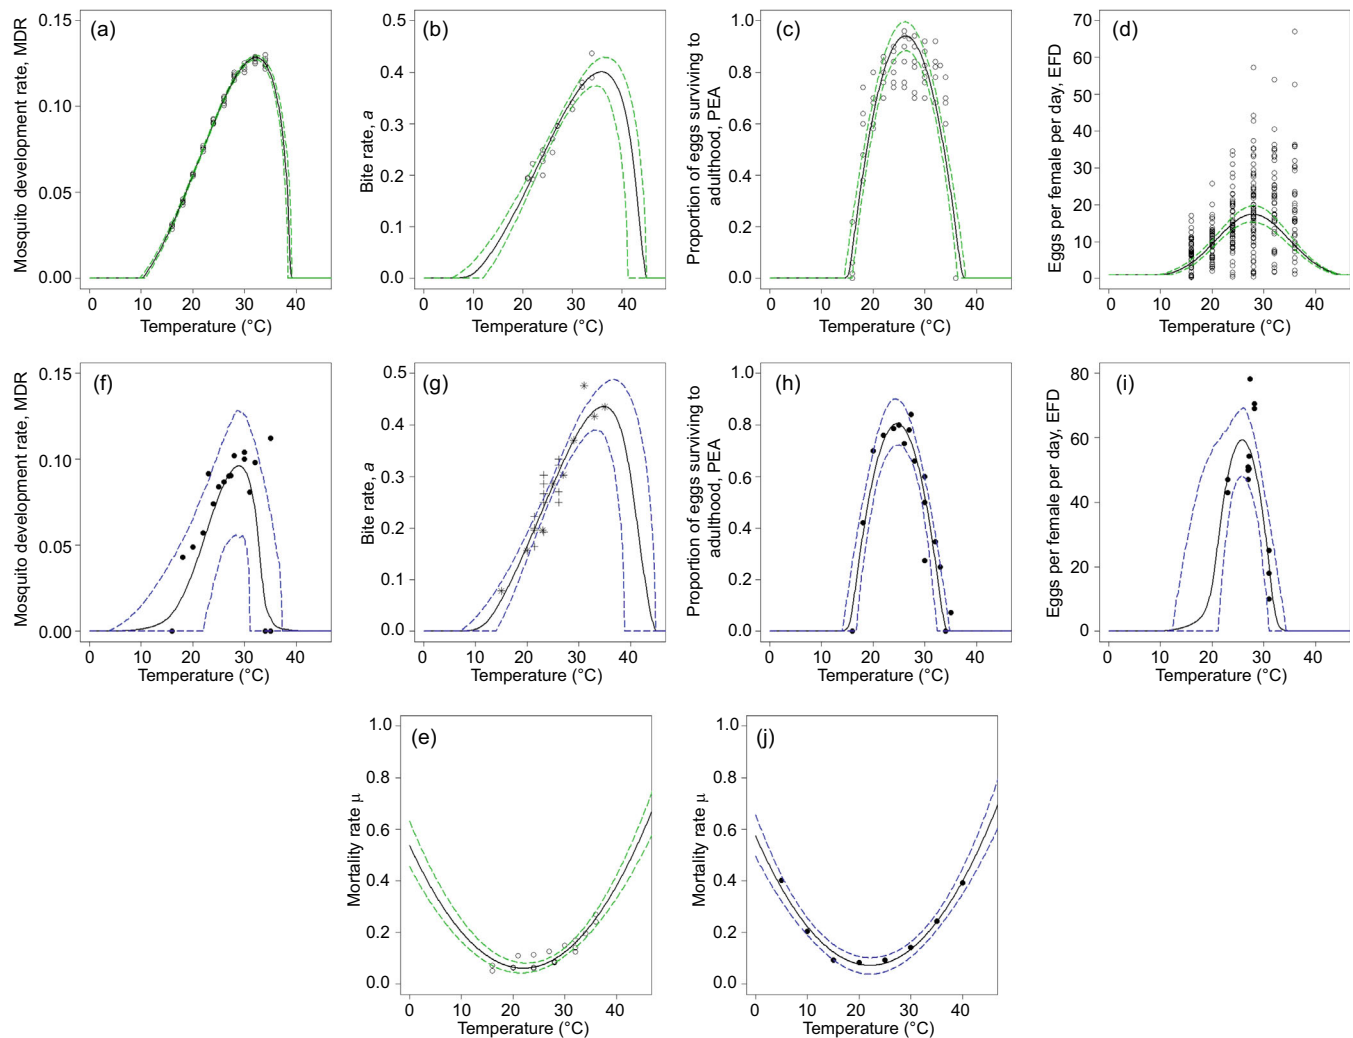 (a)
Mosquito development rate, MDR
0.15
0.10
0.05
0.00
0 10 20 30 40
Temperature (°C)
(b)
Bite rate, a
0.5
0.4
0.3
0.2
0.1
0.0
0 10 20 30 40
Temperature (°C)
(c)
Proportion of eggs surviving to
adulthood, PEA
1.0
0.8
0.6
0.4
0.2
0.0
0 10 20 30 40
Temperature (°C)
(d)
Eggs per female per day, EFD
70
60
50
40
30
20
10
0
0 10 20 30 40
Temperature (°C)
(f)
Mosquito development rate, MDR
0.15
0.10
0.05
0.00
0 10 20 30 40
Temperature (°C)
(g)
Bite rate, a
0.5
0.4
0.3
0.2
0.1
0.0
0 10 20 30 40
Temperature (°C)
(h)
Proportion of eggs surviving to
adulthood, PEA
1.0
0.8
0.6
0.4
0.2
0.0
0 10 20 30 40
Temperature (°C)
(i)
Eggs per female per day, EFD
80
60
40
20
0
0 10 20 30 40
Temperature (°C)
(e)
Mortality rate μ
1.0
0.8
0.6
0.4
0.2
0.0
0 10 20 30 40
Temperature (°C)
(j)
Mortality rate μ
1.0
0.8
0.6
0.4
0.2
0.0
0 10 20 30 40
Temperature (°C)